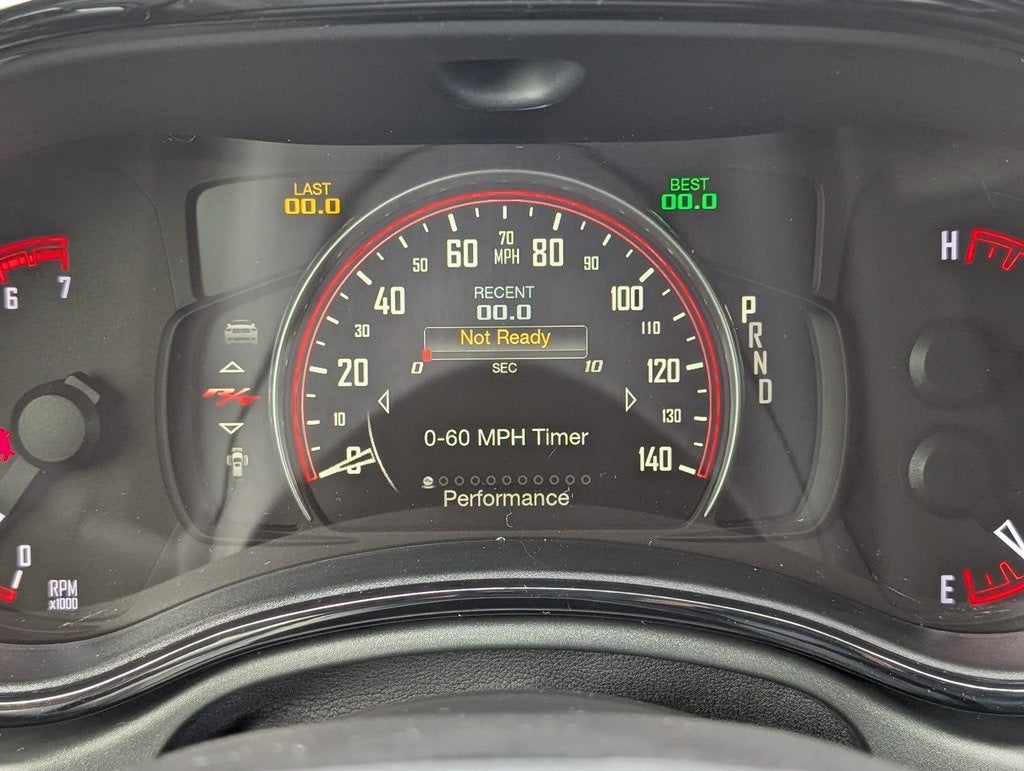 LAST
00.0
BEST
00.0
6
7
0
RPM
x1000
0
10
20
30
40
50
60
70
MPH
80
90
100
110
120
130
140
RECENT
00.0
Not Ready
0
SEC
10
0-60 MPH Timer
Performance
R/T
P
R
N
D
H
E